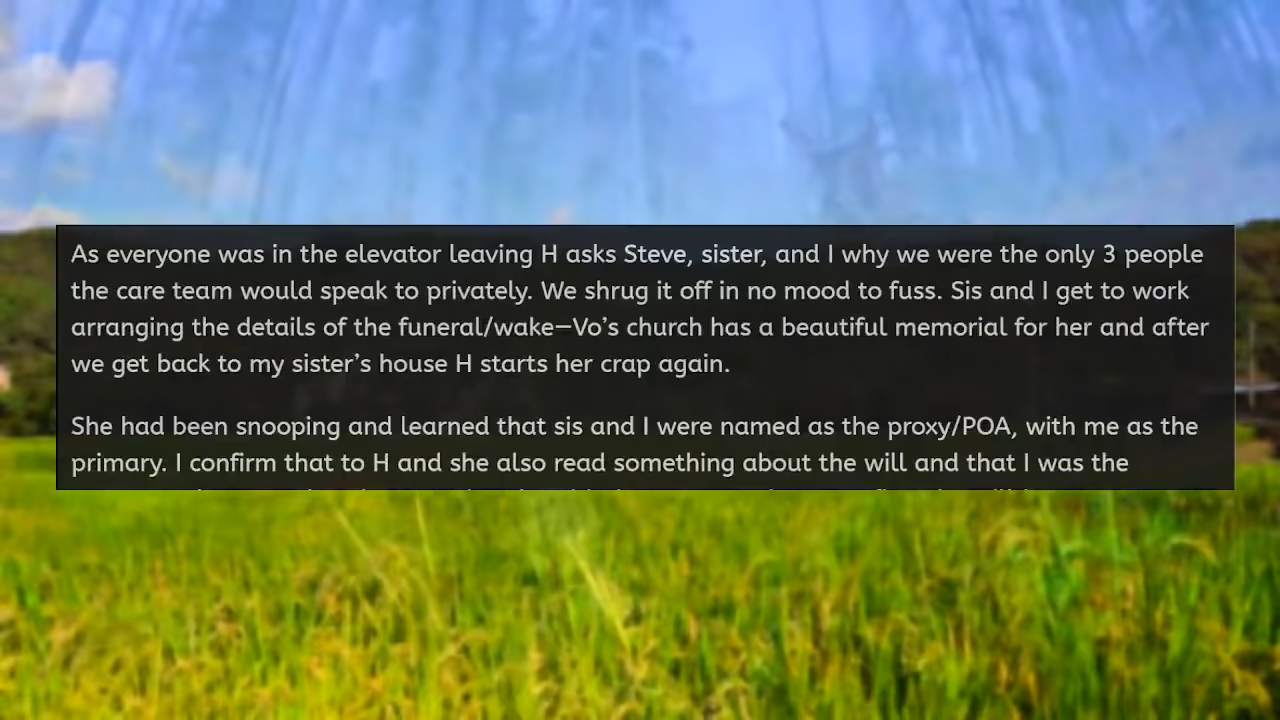 As everyone was in the elevator leaving H asks Steve, sister, and I why we were the only 3 people
the care team would speak to privately. We shrug it off in no mood to fuss. Sis and I get to work
arranging the details of the funeral/wake—Vo’s church has a beautiful memorial for her and after
we get back to my sister’s house H starts her crap again.
She had been snooping and learned that sis and I were named as the proxy/POA, with me as the
primary. I confirm that to H and she also read something about the will and that I was the